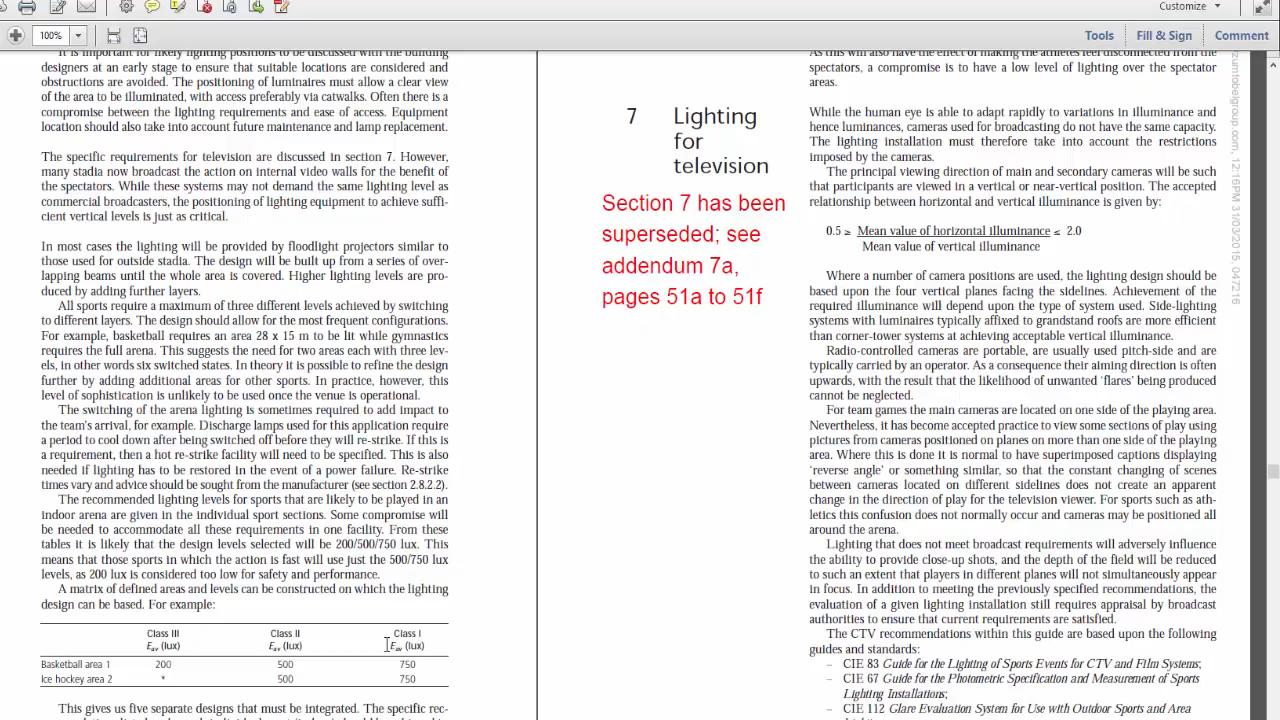 Customize
100%
Tools
Fill & Sign
Comment
It is important for likely lighting positions to be discussed with the building
designers at an early stage to ensure that suitable locations are considered and
obstructions are avoided. The positioning of luminaires must allow a clear view
of the area to be illuminated, with access preferably via catwalks. Often there is a
compromise between the lighting requirements and ease of access. Equipment
location should also take into account future maintenance and lamp replacement.
The specific requirements for television are discussed in section 7. However,
many stadia now broadcast the action on internal video walls for the benefit of
the spectators. While these systems may not demand the same lighting level as
commercial broadcasters, the positioning of lighting equipment to achieve suffi-
cient vertical levels is just as critical.
In most cases the lighting will be provided by floodlight projectors similar to
those used for outside stadia. The design will be built up from a series of over-
lapping beams until the whole area is covered. Higher lighting levels are pro-
duced by adding further layers.
All sports require a maximum of three different levels achieved by switching
to different layers. The design should allow for the most frequent configurations.
For example, basketball requires an area 28 x 15 m to be lit while gymnastics
requires the full arena. This suggests the need for two areas each with three lev-
els, in other words six switched states. In theory it is possible to refine the design
further by adding additional areas for other sports. In practice, however, this
level of sophistication is unlikely to be used once the venue is operational.
The switching of the arena lighting is sometimes required to add impact to
the team's arrival, for example. Discharge lamps used for this application require
a period to cool down after being switched off before they will re-strike. If this is
a requirement, then a hot re-strike facility will need to be specified. This is also
needed if lighting has to be restored in the event of a power failure. Re-strike
times vary and advice should be sought from the manufacturer (see section 2.8.2.2).
The recommended lighting levels for sports that are likely to be played in an
indoor arena are given in the individual sport sections. Some compromise will
be needed to accommodate all these requirements in one facility. From these
tables it is likely that the design levels selected will be 200/500/750 lux. This
means that those sports in which the action is fast will use just the 500/750 lux
levels, as 200 lux is considered too low for safety and performance.
A matrix of defined areas and levels can be constructed on which the lighting
design can be based. For example:
Class III Class II Class I
Eav (lux) Eav (lux) Eav (lux)
Basketball area 1 200 500 750
Ice hockey area 2 * 500 750
This gives us five separate designs that must be integrated. The specific rec-
7 Lighting
for
television
Section 7 has been
superseded; see
addendum 7a,
pages 51a to 51f
As this will also have the effect of making the athletes feel disconnected from the
spectators, a compromise is to have a low level of lighting over the spectator
areas.
While the human eye is able to adapt rapidly to variations in illuminance and
hence luminances, cameras used for broadcasting do not have the same capacity.
The lighting installation must therefore take into account the restrictions
imposed by the cameras.
The principal viewing direction of main and secondary cameras will be such
that participants are viewed in a vertical or near-vertical position. The accepted
relationship between horizontal and vertical illuminance is given by:
0.5 ≥ Mean value of horizontal illuminance ≤ 2.0
Mean value of vertical illuminance
Where a number of camera positions are used, the lighting design should be
based upon the four vertical planes facing the sidelines. Achievement of the
required illuminance will depend upon the type of system used. Side-lighting
systems with luminaires typically affixed to grandstand roofs are more efficient
than corner-tower systems at achieving acceptable vertical illuminance.
Radio-controlled cameras are portable, are usually used pitch-side and are
typically carried by an operator. As a consequence their aiming direction is often
upwards, with the result that the likelihood of unwanted 'flares' being produced
cannot be neglected.
For team games the main cameras are located on one side of the playing area.
Nevertheless, it has become accepted practice to view some sections of play using
pictures from cameras positioned on planes on more than one side of the playing
area. Where this is done it is normal to have superimposed captions displaying
'reverse angle' or something similar, so that the constant changing of scenes
between cameras located on different sidelines does not create an apparent
change in the direction of play for the television viewer. For sports such as ath-
letics this confusion does not normally occur and cameras may be positioned all
around the arena.
Lighting that does not meet broadcast requirements will adversely influence
the ability to provide close-up shots, and the depth of the field will be reduced
to such an extent that players in different planes will not simultaneously appear
in focus. In addition to meeting the previously specified recommendations, the
evaluation of a given lighting installation still requires appraisal by broadcast
authorities to ensure that current requirements are satisfied.
The CTV recommendations within this guide are based upon the following
guides and standards:
– CIE 83 Guide for the Lighting of Sports Events for CTV and Film Systems;
– CIE 67 Guide for the Photometric Specification and Measurement of Sports
Lighting Installations;
– CIE 112 Glare Evaluation System for Use with Outdoor Sports and Area
zumtobelgroup.com, 12:16PM 31/03/2015, 047216